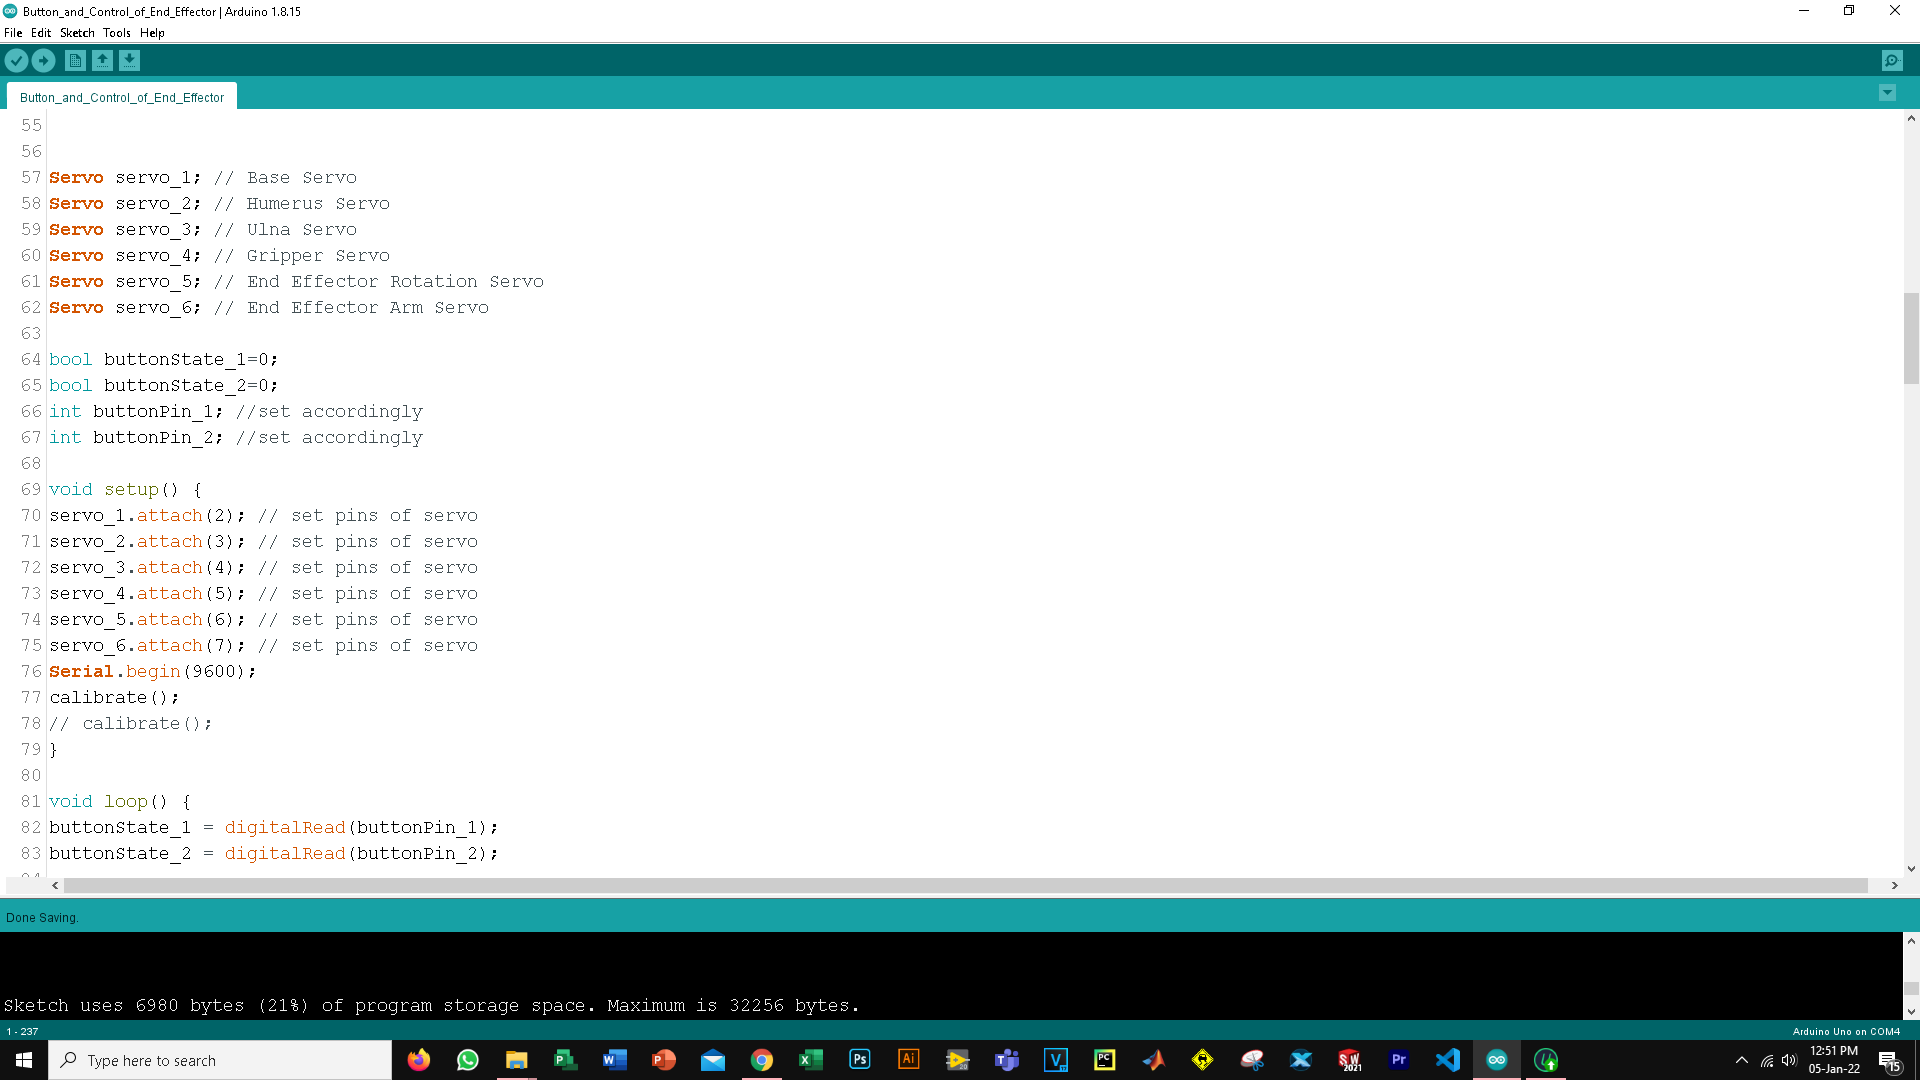 Button_and_Control_of_End_Effector | Arduino 1.8.15
File Edit Sketch Tools Help
Button_and_Control_of_End_Effector
55
56
57 Servo servo_1; // Base Servo
58 Servo servo_2; // Humerus Servo
59 Servo servo_3; // Ulna Servo
60 Servo servo_4; // Gripper Servo
61 Servo servo_5; // End Effector Rotation Servo
62 Servo servo_6; // End Effector Arm Servo
63
64 bool buttonState_1=0;
65 bool buttonState_2=0;
66 int buttonPin_1; //set accordingly
67 int buttonPin_2; //set accordingly
68
69 void setup() {
70 servo_1.attach(2); // set pins of servo
71 servo_2.attach(3); // set pins of servo
72 servo_3.attach(4); // set pins of servo
73 servo_4.attach(5); // set pins of servo
74 servo_5.attach(6); // set pins of servo
75 servo_6.attach(7); // set pins of servo
76 Serial.begin(9600);
77 calibrate();
78 // calibrate();
79 }
80
81 void loop() {
82 buttonState_1 = digitalRead(buttonPin_1);
83 buttonState_2 = digitalRead(buttonPin_2);
Done Saving.
Sketch uses 6980 bytes (21%) of program storage space. Maximum is 32256 bytes.
1 - 237
Arduino Uno on COM4
Type here to search
Ps
Ai
PC
SW
2021
Pr
12:51 PM
05-Jan-22
15